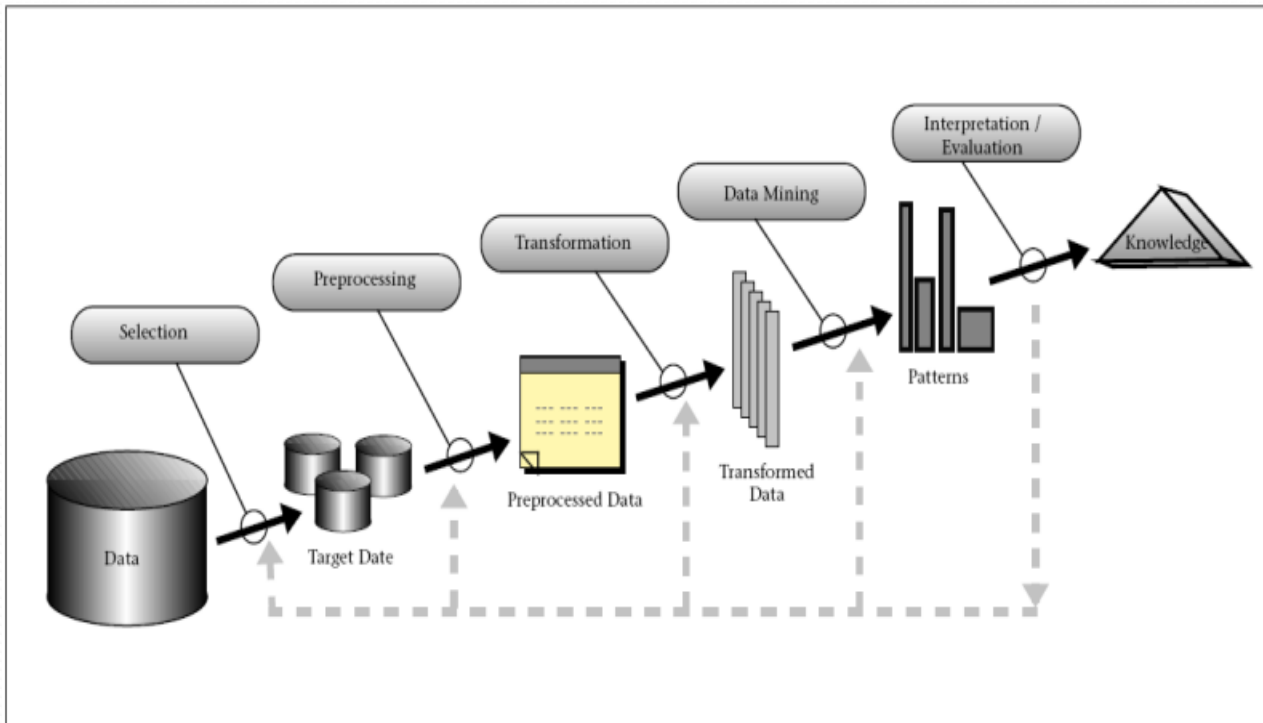 Interpretation /
Evaluation
Data Mining
Transformation
Knowledge
Preprocessing
Selection
Patterns
Transformed
Data
Preprocessed Data
Target Date
Data